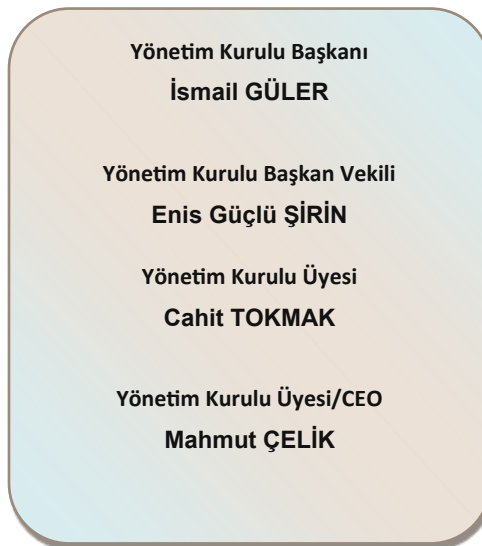 Yönetim Kurulu Başkanı
İsmail GÜLER
Yönetim Kurulu Başkan Vekili
Enis Güçlü ŞİRİN
Yönetim Kurulu Üyesi
Cahit TOKMAK
Yönetim Kurulu Üyesi/CEO
Mahmut ÇELİK